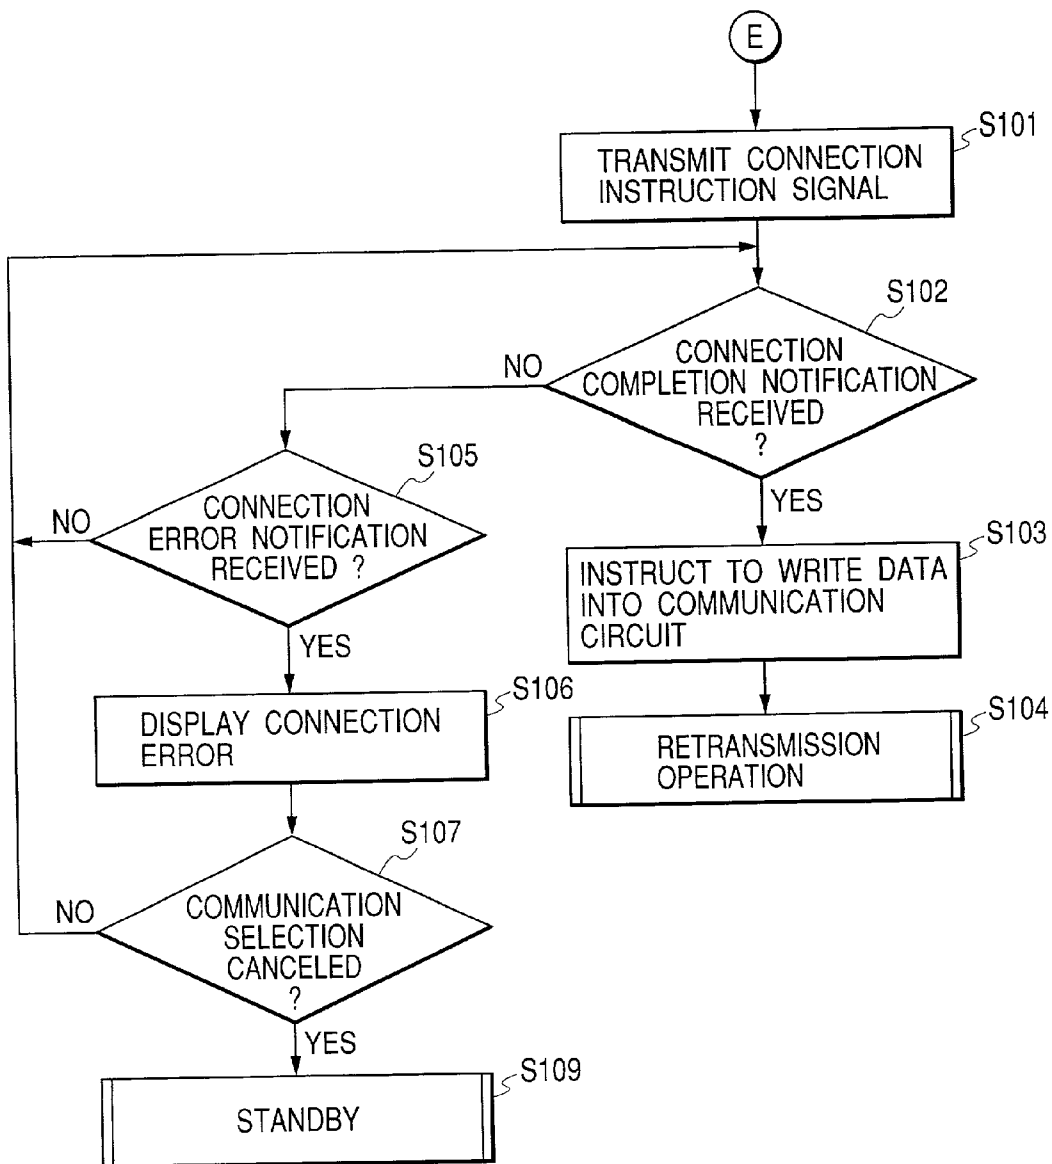 E
S101
TRANSMIT CONNECTION
INSTRUCTION SIGNAL
S102
CONNECTION
COMPLETION NOTIFICATION
RECEIVED
?
NO
YES
S105
CONNECTION
ERROR NOTIFICATION
RECEIVED ?
NO
YES
S103
INSTRUCT TO WRITE DATA
INTO COMMUNICATION
CIRCUIT
S106
DISPLAY CONNECTION
ERROR
S104
RETRANSMISSION
OPERATION
S107
COMMUNICATION
SELECTION
CANCELED
?
NO
YES
S109
STANDBY